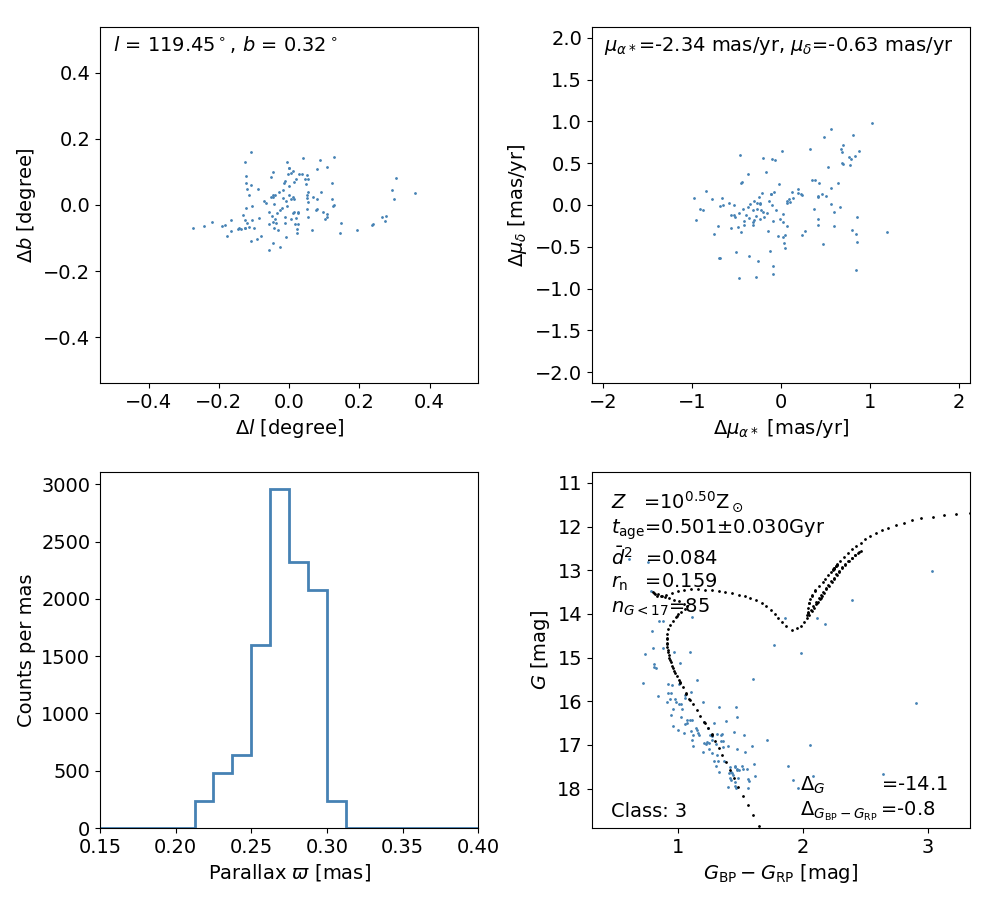 l = 119.45°, b = 0.32°
0.4
0.2
0.0
−0.2
−0.4
Δb [degree]
−0.4 −0.2 0.0 0.2 0.4
Δl [degree]
μα*=-2.34 mas/yr, μδ=-0.63 mas/yr
2.0
1.5
1.0
0.5
0.0
−0.5
−1.0
−1.5
−2.0
Δμδ [mas/yr]
−2 −1 0 1 2
Δμα* [mas/yr]
3000
2500
2000
1500
1000
500
0
Counts per mas
0.15 0.20 0.25 0.30 0.35 0.40
Parallax ϖ [mas]
11
12
13
14
15
16
17
18
G [mag]
Z =10^0.50 Z⊙
t_age=0.501±0.030Gyr
d̄² =0.084
r_n =0.159
n_G<17=85
Δ_G =-14.1
Δ_G_BP−G_RP =-0.8
Class: 3
1 2 3
G_BP − G_RP [mag]